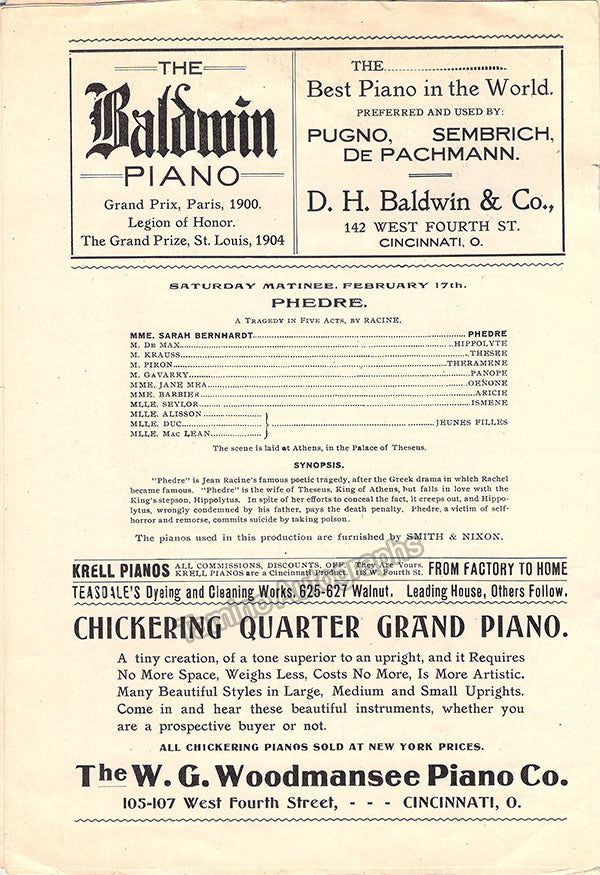 THE
Baldwin
PIANO
Grand Prix, Paris, 1900.
Legion of Honor.
The Grand Prize, St. Louis, 1904
THE
Best Piano in the World.
PREFERRED AND USED BY:
PUGNO, SEMBRICH,
DE PACHMANN.
D. H. Baldwin & Co.,
142 WEST FOURTH ST.
CINCINNATI, O.
SATURDAY MATINEE, FEBRUARY 17th.
PHEDRE.
A TRAGEDY IN FIVE ACTS, BY RACINE.
MME. SARAH BERNHARDT PHEDRE
M. DE MAX HIPPOLYTE
M. KRAUSS THESEE
M. PIRON THERAMENE
M. GAVARRY PANOPE
MME. JANE MEA OENONE
MME. BARBIER ARICIE
MLLE. SEYLOR ISMENE
MLLE. ALISSON
MLLE. DUC JEUNES FILLES
MLLE. MAC LEAN
The scene is laid at Athens, in the Palace of Theseus.
SYNOPSIS.
"Phedre" is Jean Racine's famous poetic tragedy, after the Greek drama in which Rachel
became famous. "Phedre" is the wife of Theseus, King of Athens, but falls in love with the
King's stepson, Hippolytus. In spite of her efforts to conceal the fact, it creeps out, and Hippo-
lytus, wrongly condemned by his father, pays the death penalty. Phedre, a victim of self-
horror and remorse, commits suicide by taking poison.
The pianos used in this production are furnished by SMITH & NIXON.
KRELL PIANOS ALL COMMISSIONS, DISCOUNTS, OFF. They Are Yours. FROM FACTORY TO HOME
KRELL PIANOS are a Cincinnati Product. 118 W. Fourth St.
TEASDALE'S Dyeing and Cleaning Works, 625-627 Walnut. Leading House, Others Follow.
Tamino Autographs
CHICKERING QUARTER GRAND PIANO.
A tiny creation, of a tone superior to an upright, and it Requires
No More Space, Weighs Less, Costs No More, Is More Artistic.
Many Beautiful Styles in Large, Medium and Small Uprights.
Come in and hear these beautiful instruments, whether you
are a prospective buyer or not.
ALL CHICKERING PIANOS SOLD AT NEW YORK PRICES.
The W. G. Woodmansee Piano Co.
105-107 West Fourth Street, - - - CINCINNATI, O.